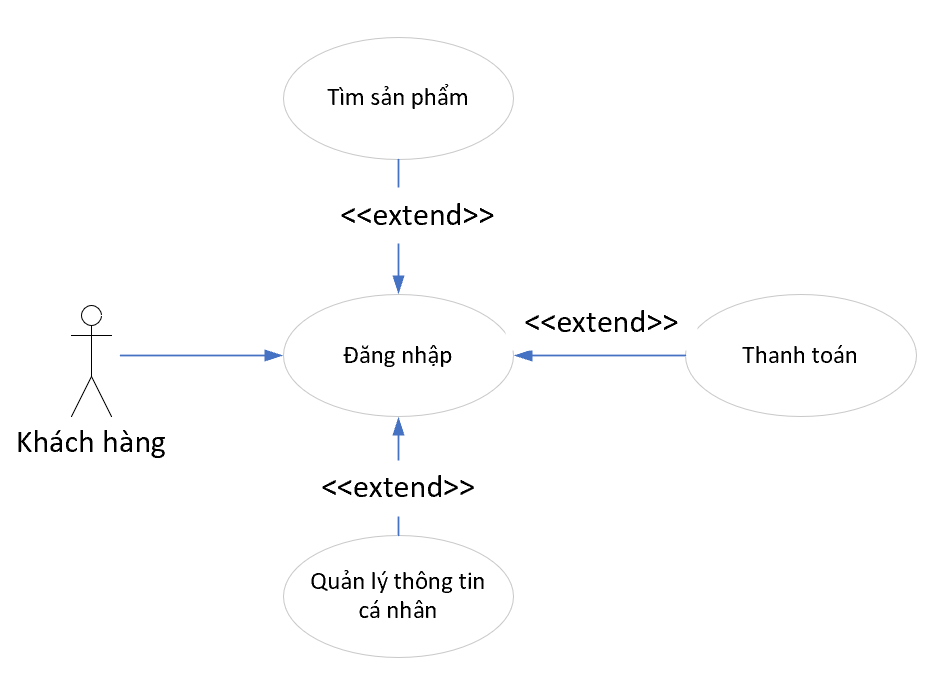 Tìm sản phẩm
<<extend>>
<<extend>>
Đăng nhập
Thanh toán
Khách hàng
<<extend>>
Quản lý thông tin
cá nhân